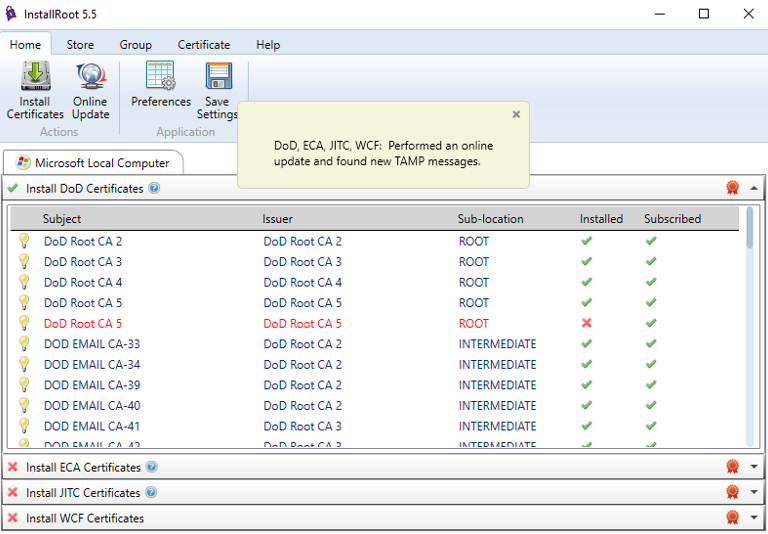 InstallRoot 5.5
Home Store Group Certificate Help
Install Certificates
Online Update
Preferences
Save Settings
Actions
Application
DoD, ECA, JITC, WCF: Performed an online
update and found new TAMP messages.
Microsoft Local Computer
Install DoD Certificates
Subject Issuer Sub-location Installed Subscribed
DoD Root CA 2 DoD Root CA 2 ROOT
DoD Root CA 3 DoD Root CA 3 ROOT
DoD Root CA 4 DoD Root CA 4 ROOT
DoD Root CA 5 DoD Root CA 5 ROOT
DoD Root CA 5 DoD Root CA 5 ROOT
DOD EMAIL CA-33 DoD Root CA 2 INTERMEDIATE
DOD EMAIL CA-34 DoD Root CA 2 INTERMEDIATE
DOD EMAIL CA-39 DoD Root CA 2 INTERMEDIATE
DOD EMAIL CA-40 DoD Root CA 2 INTERMEDIATE
DOD EMAIL CA-41 DoD Root CA 3 INTERMEDIATE
DOD EMAIL CA-42 DoD Root CA 3 INTERMEDIATE
Install ECA Certificates
Install JITC Certificates
Install WCF Certificates